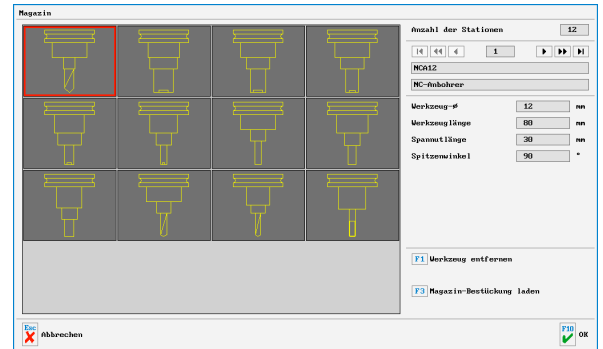 Magazin
Anzahl der Stationen 12
1
NCA12
NC-Anbohrer
Werkzeug-ø 12 mm
Werkzeuglänge 80 mm
Spannutlänge 30 mm
Spitzenwinkel 90 °
F1 Werkzeug entfernen
F3 Magazin-Bestückung laden
Esc Abbrechen
F10 OK